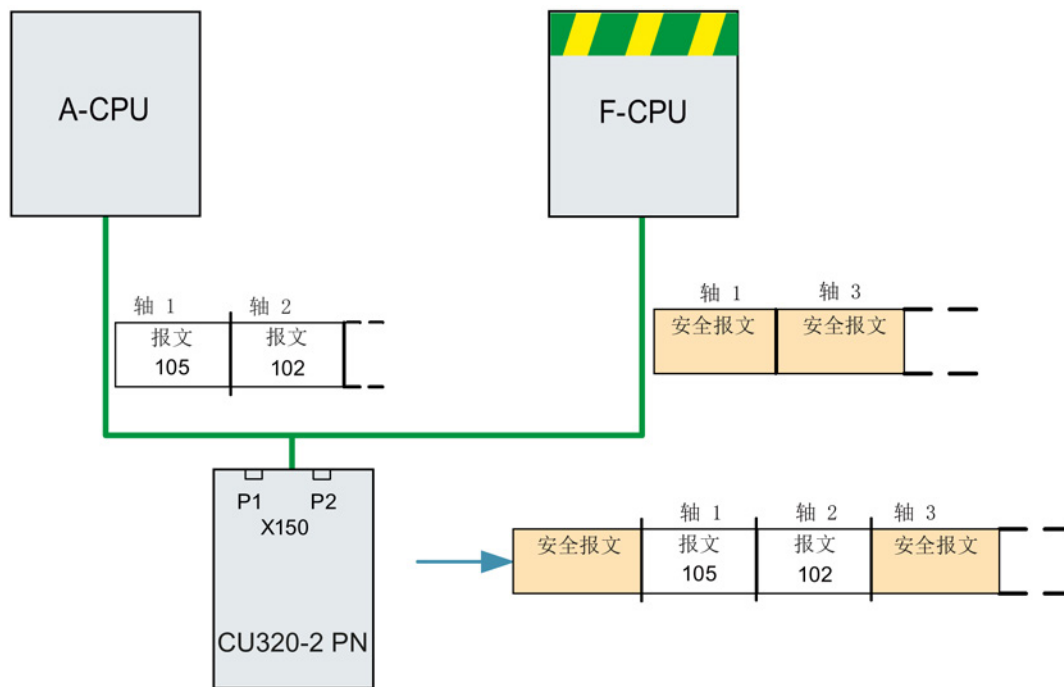 A-CPU
F-CPU
轴 1 轴 2
报文 报文
105 102
轴 1 轴 3
安全报文 安全报文
P1 P2
X150
CU320-2 PN
轴 1 轴 2 轴 3
安全报文 报文 报文 安全报文
105 102